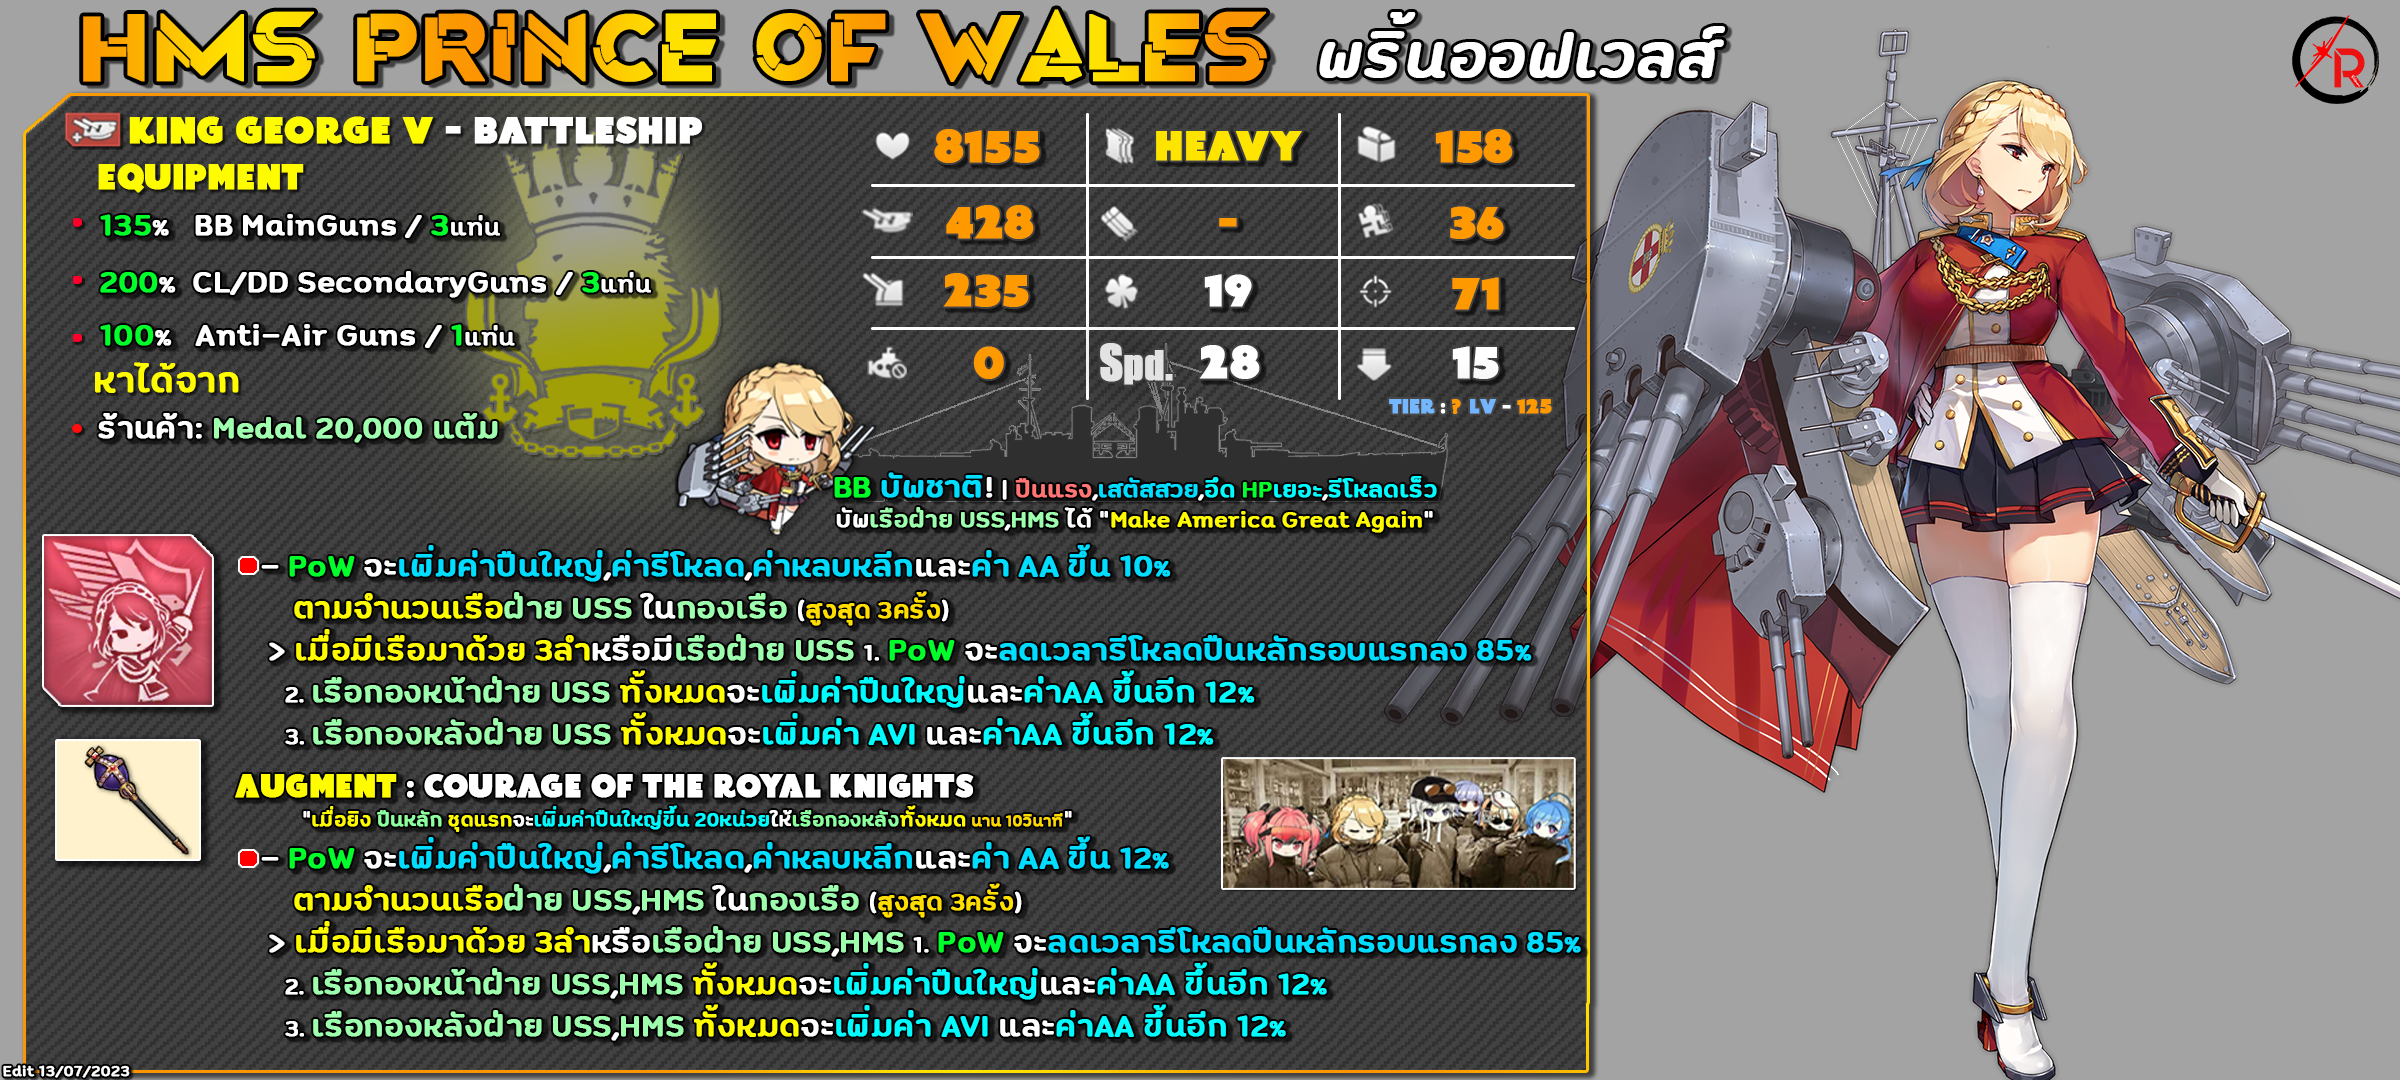 HMS PRINCE OF WALES พริ้นออฟเวลส์
R
KING GEORGE V - BATTLESHIP
EQUIPMENT
135% BB MainGuns / 3แท่น
200% CL/DD SecondaryGuns / 3แท่น
100% Anti-Air Guns / 1แท่น
หาได้จาก
ร้านค้า: Medal 20,000 แต้ม
8155 HEAVY 158
428 - 36
235 19 71
0 Spd. 28 15
TIER : ? LV - 125
BB บัพชาติ! | ปืนแรง,เสตัสสวย,อึด HPเยอะ,รีโหลดเร็ว
บัพเรือฝ่าย USS,HMS ได้ "Make America Great Again"
- PoW จะเพิ่มค่าปืนใหญ่,ค่ารีโหลด,ค่าหลบหลีกและค่า AA ขึ้น 10%
ตามจำนวนเรือฝ่าย USS ในกองเรือ (สูงสุด 3ครั้ง)
> เมื่อมีเรือมาด้วย 3ลำหรือมีเรือฝ่าย USS 1. PoW จะลดเวลารีโหลดปืนหลักรอบแรกลง 85%
2. เรือกองหน้าฝ่าย USS ทั้งหมดจะเพิ่มค่าปืนใหญ่และค่าAA ขึ้นอีก 12%
3. เรือกองหลังฝ่าย USS ทั้งหมดจะเพิ่มค่า AVI และค่าAA ขึ้นอีก 12%
AUGMENT : COURAGE OF THE ROYAL KNIGHTS
"เมื่อยิง ปืนหลัก ชุดแรกจะเพิ่มค่าปืนใหญ่ขึ้น 20หน่วยให้เรือกองหลังทั้งหมด นาน 10วินาที"
- PoW จะเพิ่มค่าปืนใหญ่,ค่ารีโหลด,ค่าหลบหลีกและค่า AA ขึ้น 12%
ตามจำนวนเรือฝ่าย USS,HMS ในกองเรือ (สูงสุด 3ครั้ง)
> เมื่อมีเรือมาด้วย 3ลำหรือเรือฝ่าย USS,HMS 1. PoW จะลดเวลารีโหลดปืนหลักรอบแรกลง 85%
2. เรือกองหน้าฝ่าย USS,HMS ทั้งหมดจะเพิ่มค่าปืนใหญ่และค่าAA ขึ้นอีก 12%
3. เรือกองหลังฝ่าย USS,HMS ทั้งหมดจะเพิ่มค่า AVI และค่าAA ขึ้นอีก 12%
Edit 13/07/2023